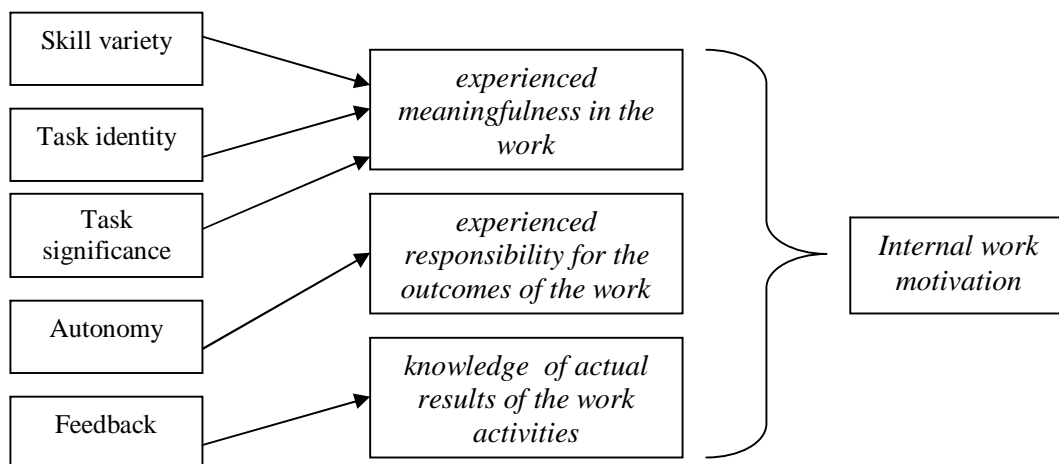 Skill variety
Task identity
Task
significance
Autonomy
Feedback
experienced
meaningfulness in the
work
experienced
responsibility for the
outcomes of the work
knowledge  of actual
results of the work
activities
Internal work
motivation